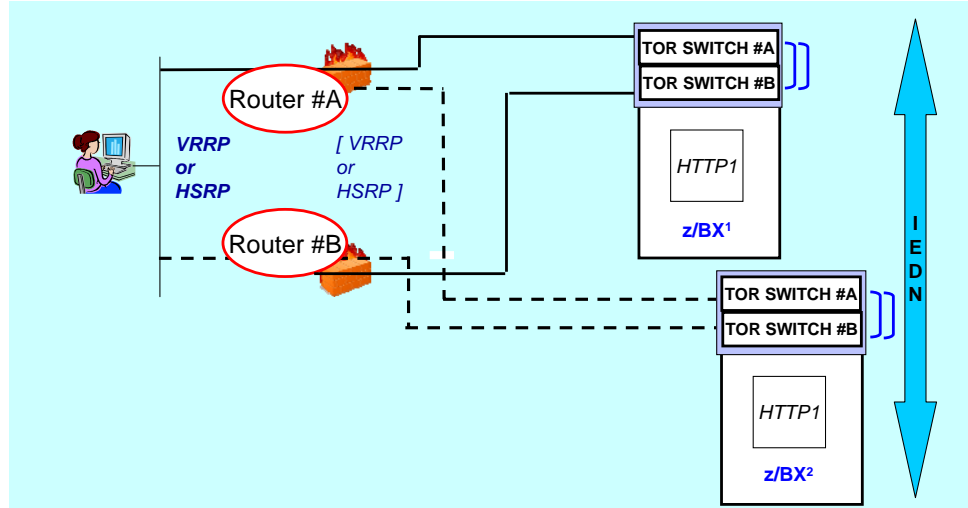 TOR SWITCH #A
TOR SWITCH #B
Router #A
VRRP
or
HSRP
[ VRRP
or
HSRP ]
HTTP1
z/BX¹
Router #B
TOR SWITCH #A
TOR SWITCH #B
HTTP1
z/BX²
I
E
D
N